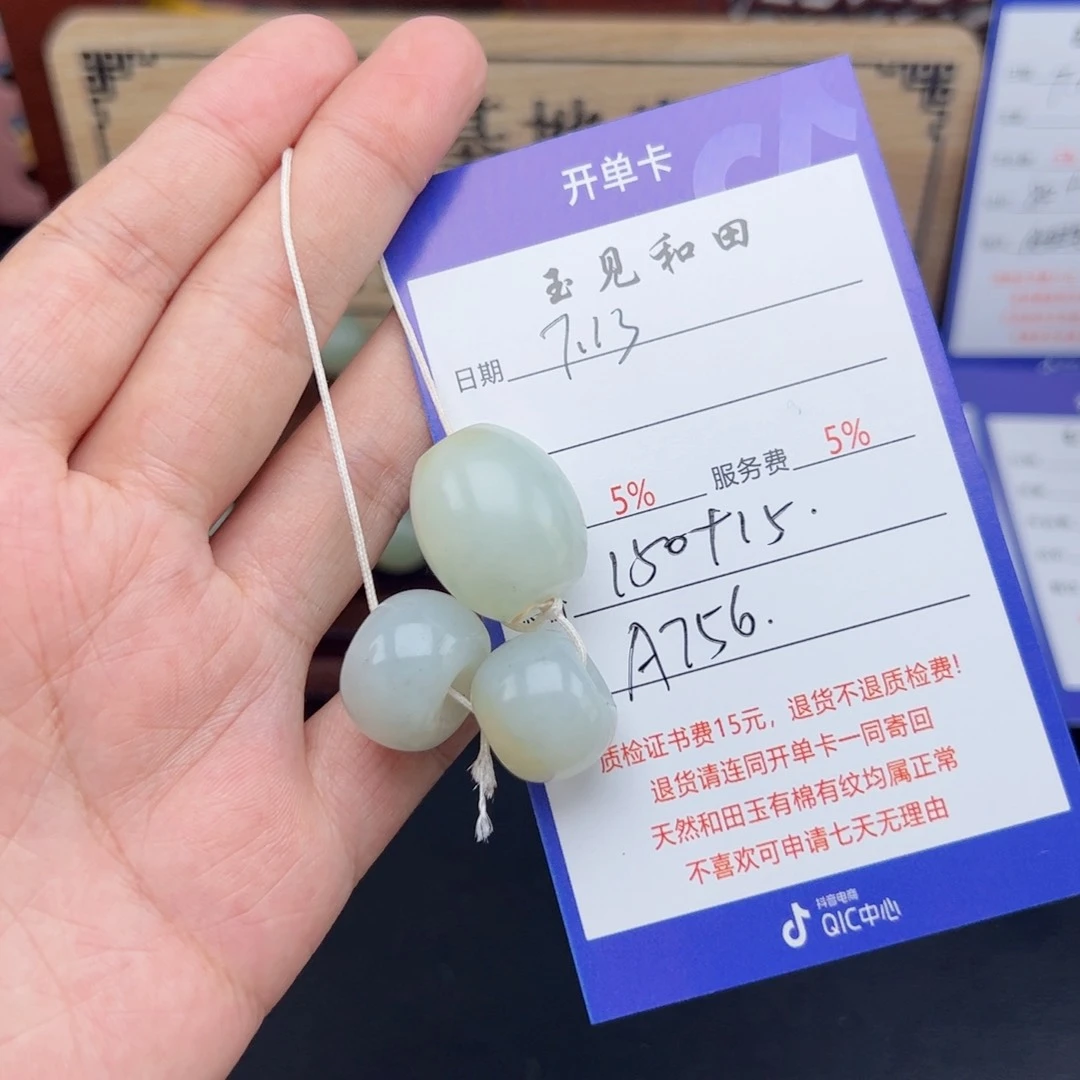 开单卡
玉见和田
日期 7.13
5% 服务费 5%
150+15.
A756.
质检证书费15元，退货不退质检费!
退货请连同开单卡一同寄回
天然和田玉有棉有纹均属正常
不喜欢可申请七天无理由
抖音电商
QIC中心